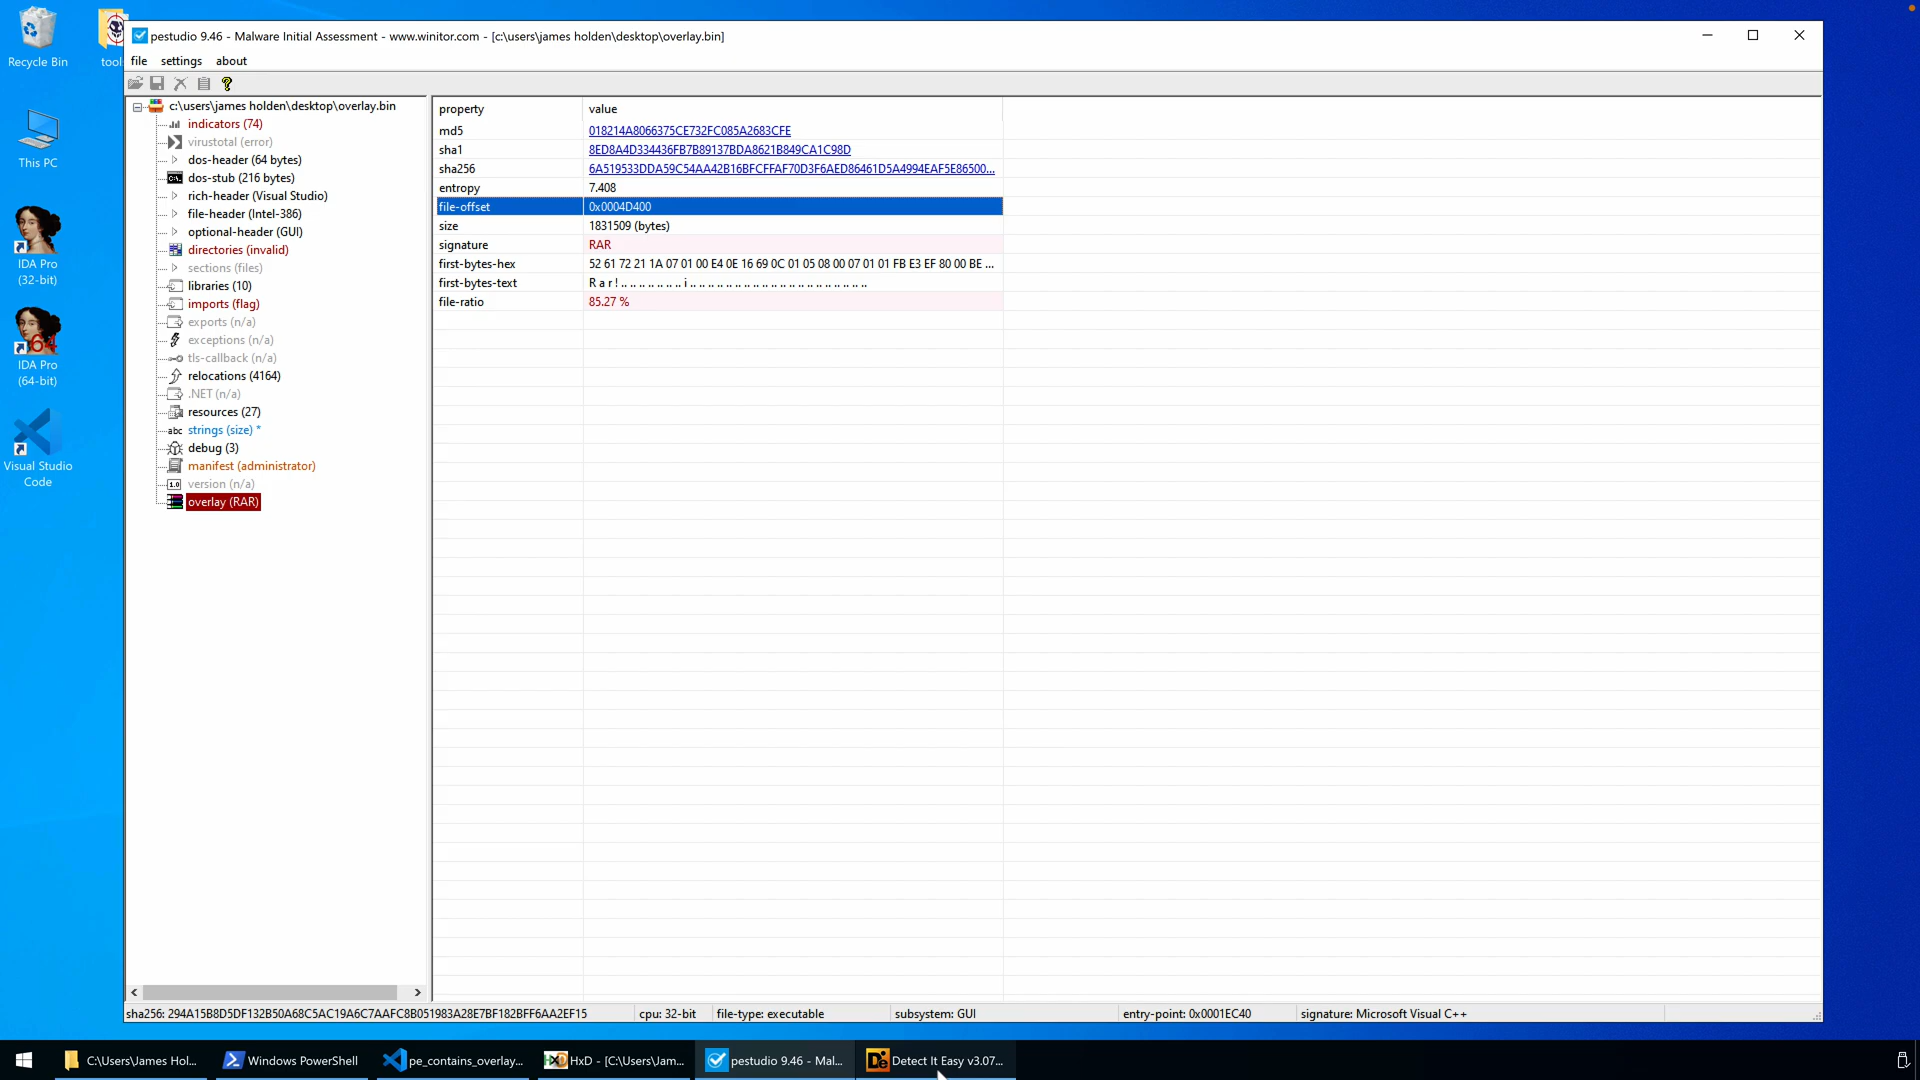 Recycle Bin
tool
This PC
IDA Pro
(32-bit)
64
IDA Pro
(64-bit)
Visual Studio
Code
pestudio 9.46 - Malware Initial Assessment - www.winitor.com - [c:\users\james holden\desktop\overlay.bin]
file settings about
c:\users\james holden\desktop\overlay.bin
indicators (74)
virustotal (error)
dos-header (64 bytes)
dos-stub (216 bytes)
rich-header (Visual Studio)
file-header (Intel-386)
optional-header (GUI)
directories (invalid)
sections (files)
libraries (10)
imports (flag)
exports (n/a)
exceptions (n/a)
tls-callback (n/a)
relocations (4164)
.NET (n/a)
resources (27)
abc strings (size) *
debug (3)
manifest (administrator)
1.0 version (n/a)
overlay (RAR)
property value
md5 018214A8066375CE732FC085A2683CFE
sha1 8ED8A4D334436FB7B89137BDA8621B849CA1C98D
sha256 6A519533DDA59C54AA42B16BFCFFAF70D3F6AED86461D5A4994EAF5E86500...
entropy 7.408
file-offset 0x0004D400
size 1831509 (bytes)
signature RAR
first-bytes-hex 52 61 72 21 1A 07 01 00 E4 0E 16 69 0C 01 05 08 00 07 01 01 FB E3 EF 80 00 BE ...
first-bytes-text R a r ! .. .. .. .. .. .. .. i .. .. .. .. .. .. .. .. .. .. .. .. .. .. .. .. .. .. .. ..
file-ratio 85.27 %
sha256: 294A15B8D5DF132B50A68C5AC19A6C7AAFC8B051983A28E7BF182BFF6AA2EF15 cpu: 32-bit file-type: executable subsystem: GUI entry-point: 0x0001EC40 signature: Microsoft Visual C++
C:\Users\James Hol... Windows PowerShell pe_contains_overlay... HxD - [C:\Users\Jam... pestudio 9.46 - Mal... Detect It Easy v3.07...